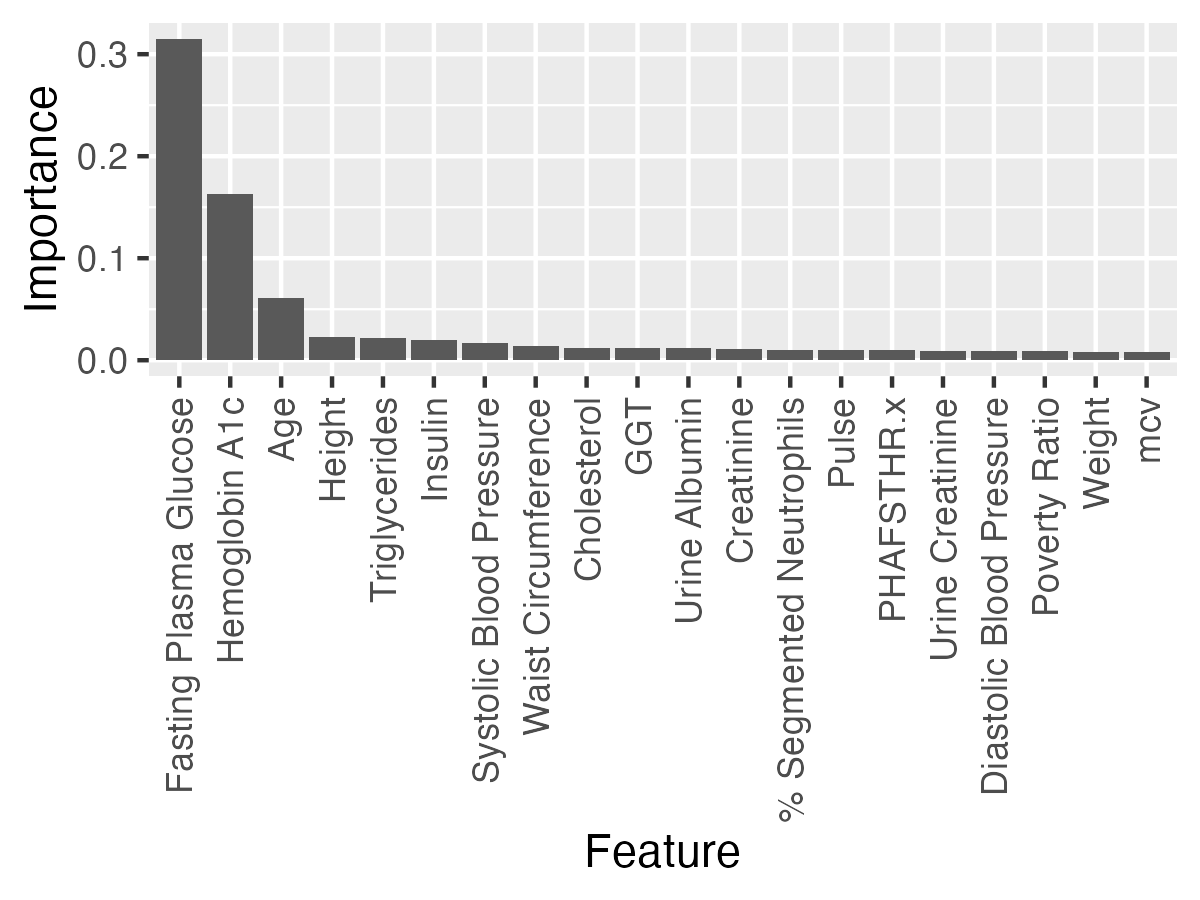 Importance
0.3
0.2
0.1
0.0
Fasting Plasma Glucose
Hemoglobin A1c
Age
Height
Triglycerides
Insulin
Systolic Blood Pressure
Waist Circumference
Cholesterol
GGT
Urine Albumin
Creatinine
% Segmented Neutrophils
Pulse
PHAFSTHR.x
Urine Creatinine
Diastolic Blood Pressure
Poverty Ratio
Weight
mcv
Feature